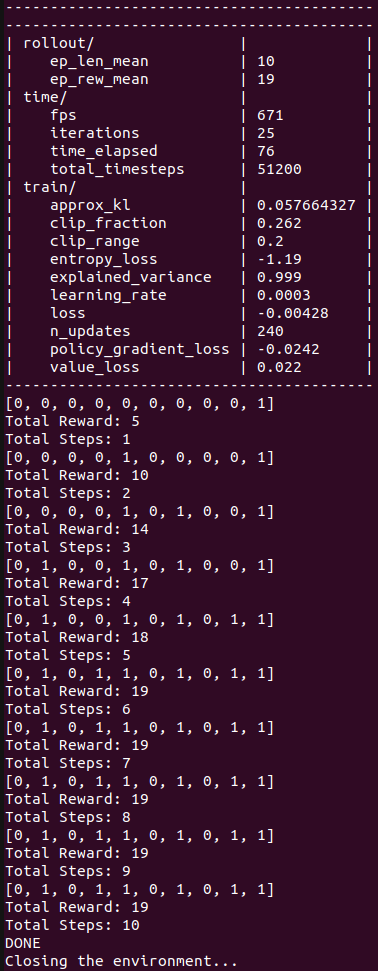 -----------------------------------------
-----------------------------------------
| rollout/                |             |
|    ep_len_mean          | 10          |
|    ep_rew_mean          | 19          |
| time/                   |             |
|    fps                  | 671         |
|    iterations           | 25          |
|    time_elapsed         | 76          |
|    total_timesteps      | 51200       |
| train/                  |             |
|    approx_kl            | 0.057664327 |
|    clip_fraction        | 0.262       |
|    clip_range           | 0.2         |
|    entropy_loss         | -1.19       |
|    explained_variance   | 0.999       |
|    learning_rate        | 0.0003      |
|    loss                 | -0.00428    |
|    n_updates            | 240         |
|    policy_gradient_loss | -0.0242     |
|    value_loss           | 0.022       |
-----------------------------------------
[0, 0, 0, 0, 0, 0, 0, 0, 0, 1]
Total Reward: 5
Total Steps: 1
[0, 0, 0, 0, 1, 0, 0, 0, 0, 1]
Total Reward: 10
Total Steps: 2
[0, 0, 0, 0, 1, 0, 1, 0, 0, 1]
Total Reward: 14
Total Steps: 3
[0, 1, 0, 0, 1, 0, 1, 0, 0, 1]
Total Reward: 17
Total Steps: 4
[0, 1, 0, 0, 1, 0, 1, 0, 1, 1]
Total Reward: 18
Total Steps: 5
[0, 1, 0, 1, 1, 0, 1, 0, 1, 1]
Total Reward: 19
Total Steps: 6
[0, 1, 0, 1, 1, 0, 1, 0, 1, 1]
Total Reward: 19
Total Steps: 7
[0, 1, 0, 1, 1, 0, 1, 0, 1, 1]
Total Reward: 19
Total Steps: 8
[0, 1, 0, 1, 1, 0, 1, 0, 1, 1]
Total Reward: 19
Total Steps: 9
[0, 1, 0, 1, 1, 0, 1, 0, 1, 1]
Total Reward: 19
Total Steps: 10
DONE
Closing the environment...